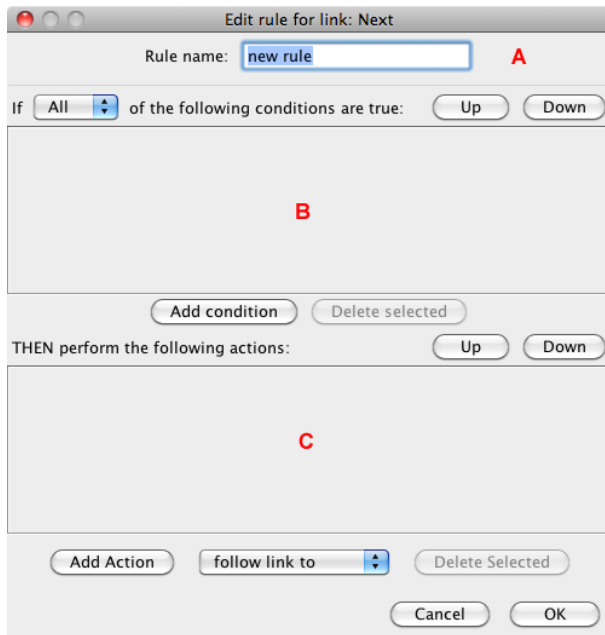 Edit rule for link: Next
Rule name: new rule A
If All of the following conditions are true: Up Down
B
Add condition Delete selected
THEN perform the following actions: Up Down
C
Add Action follow link to Delete Selected
Cancel OK